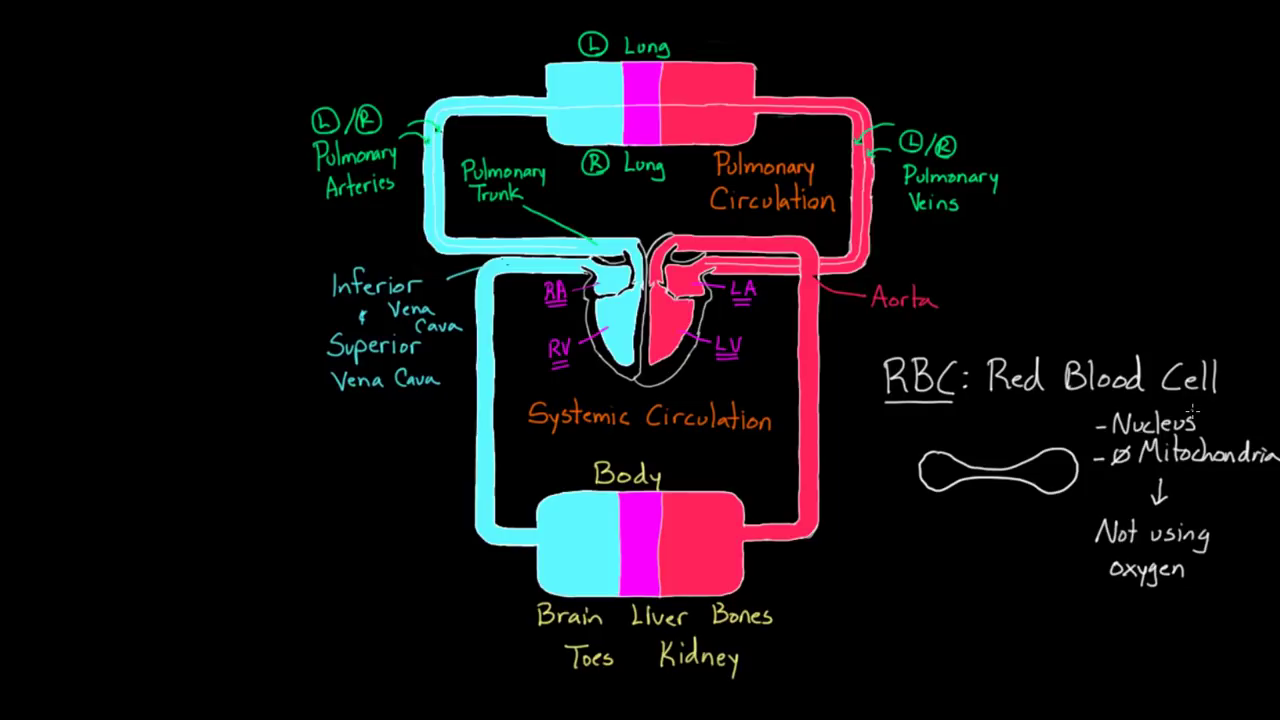 Ⓛ Lung
Ⓛ/Ⓡ
Pulmonary
Arteries
Pulmonary
Trunk
Ⓡ Lung
Pulmonary
Circulation
Ⓛ/Ⓡ
Pulmonary
Veins
Inferior
& Vena
Cava
Superior
Vena Cava
RA
LA
RV
LV
Aorta
Systemic Circulation
RBC: Red Blood Cell
- Nucleus
- Ø Mitochondria
↓
Not using
oxygen
Body
Brain Liver Bones
Toes Kidney